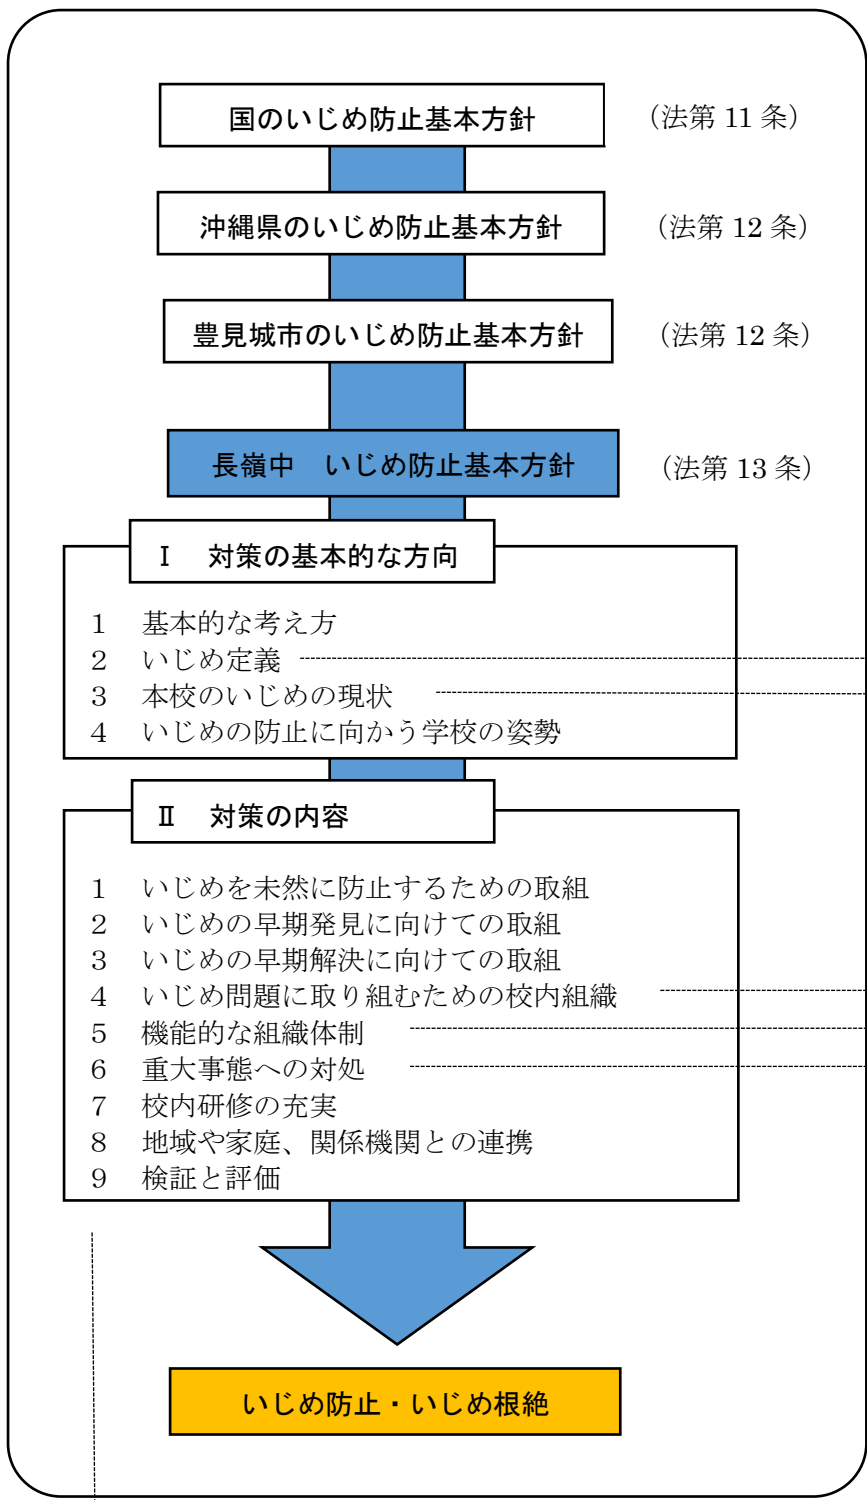 国のいじめ防止基本方針 （法第 11 条）
沖縄県のいじめ防止基本方針 （法第 12 条）
豊見城市のいじめ防止基本方針 （法第 12 条）
長嶺中　いじめ防止基本方針 （法第 13 条）
Ⅰ　対策の基本的な方向
１　基本的な考え方
２　いじめ定義
３　本校のいじめの現状
４　いじめの防止に向かう学校の姿勢
Ⅱ　対策の内容
１　いじめを未然に防止するための取組
２　いじめの早期発見に向けての取組
３　いじめの早期解決に向けての取組
４　いじめ問題に取り組むための校内組織
５　機能的な組織体制
６　重大事態への対処
７　校内研修の充実
８　地域や家庭、関係機関との連携
９　検証と評価
いじめ防止・いじめ根絶